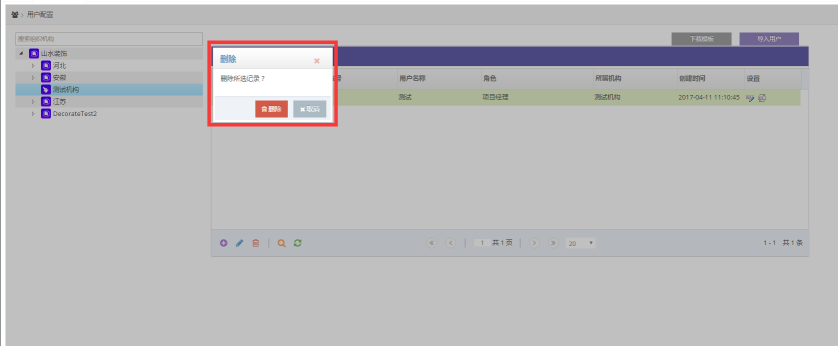 用户配置
搜索组织机构
下载模板
导入用户
山水装饰
河北
安徽
测试机构
江苏
DecorateTest2
删除
删除所选记录？
删除
取消
用户名称 角色 所属机构 创建时间 设置
测试 项目经理 测试机构 2017-04-11 11:10:45
1 共1页
20
1 - 1 共1条